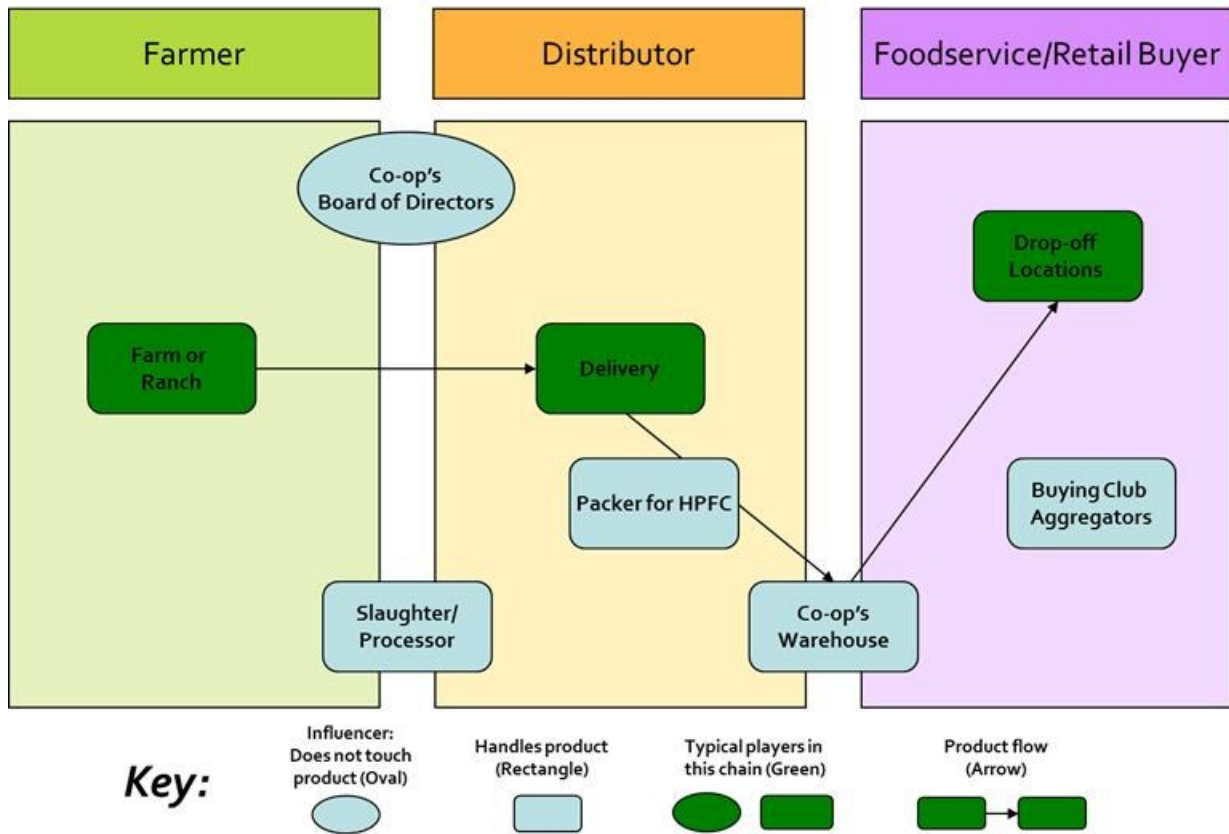 Farmer
Distributor
Foodservice/Retail Buyer
Co-op's
Board of Directors
Drop-off
Locations
Farm or
Ranch
Delivery
Packer for HPFC
Buying Club
Aggregators
Slaughter/
Processor
Co-op's
Warehouse
Key:
Influencer:
Does not touch
product (Oval)
Handles product
(Rectangle)
Typical players in
this chain (Green)
Product flow
(Arrow)